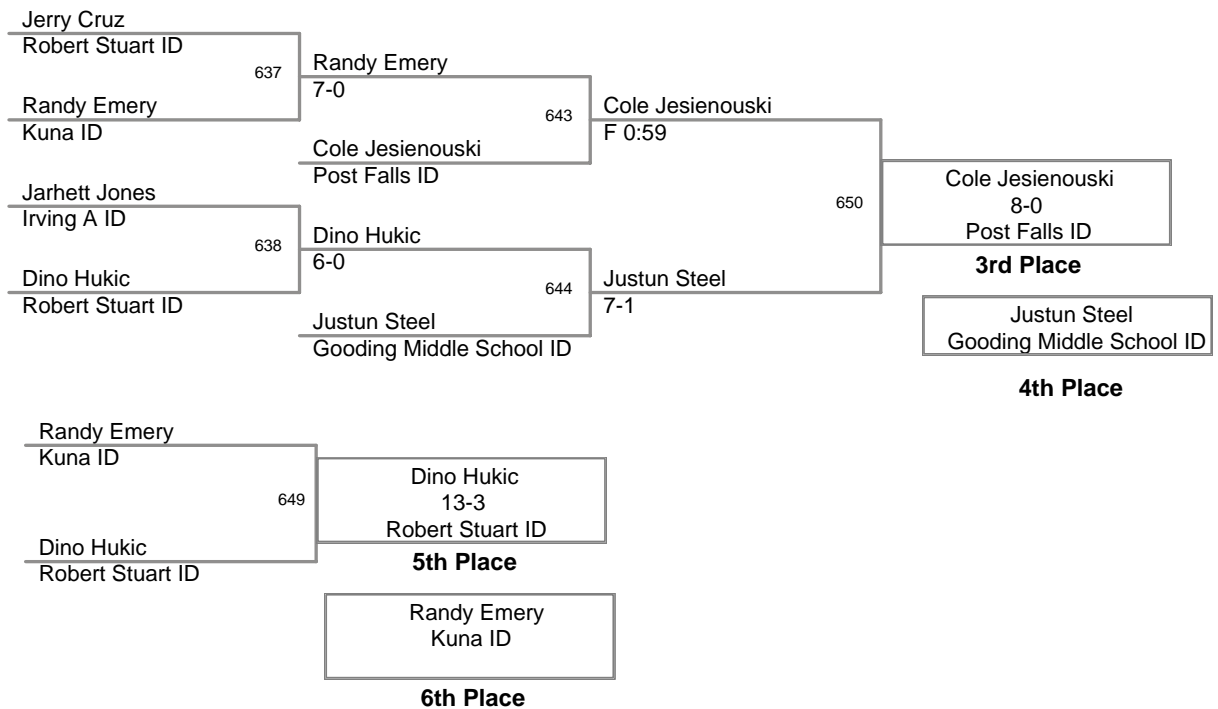 Jerry Cruz
Robert Stuart ID
637
Randy Emery
Kuna ID
Randy Emery
7-0
643
Cole Jesienouski
Post Falls ID
Cole Jesienouski
F 0:59
Jarhett Jones
Irving A ID
638
Dino Hukic
Robert Stuart ID
Dino Hukic
6-0
644
Justun Steel
Gooding Middle School ID
Justun Steel
7-1
650
Cole Jesienouski
8-0
Post Falls ID
3rd Place
Justun Steel
Gooding Middle School ID
4th Place
Randy Emery
Kuna ID
649
Dino Hukic
Robert Stuart ID
Dino Hukic
13-3
Robert Stuart ID
5th Place
Randy Emery
Kuna ID
6th Place